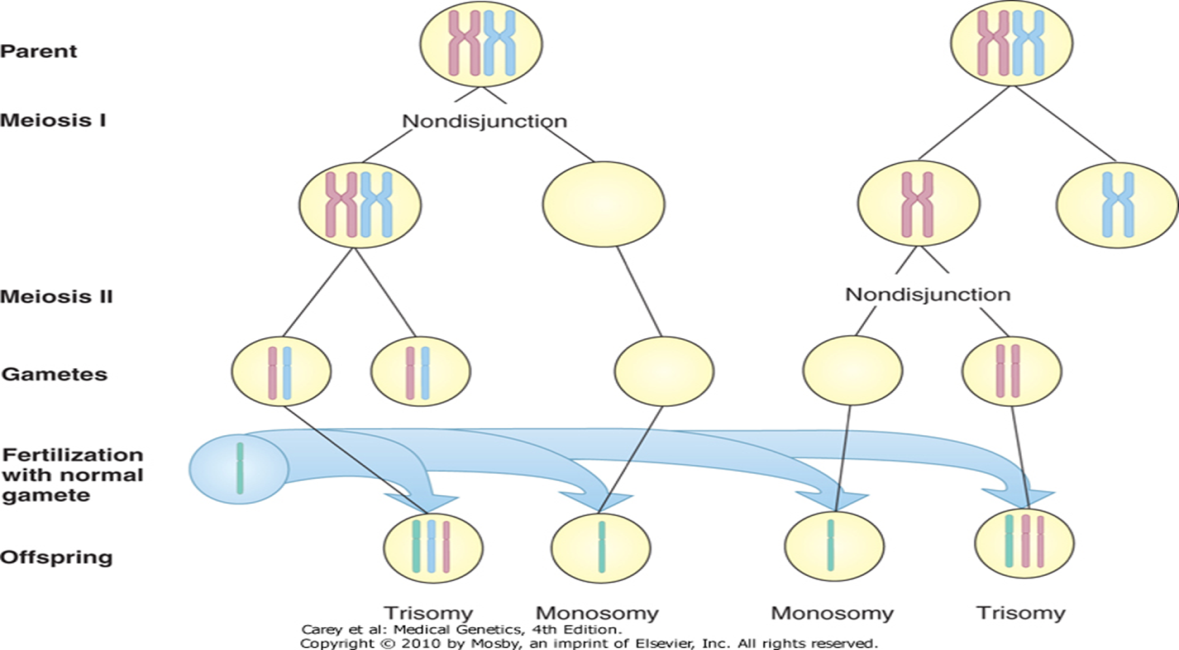 Parent
Meiosis I
Nondisjunction
Meiosis II
Nondisjunction
Gametes
Fertilization
with normal
gamete
Offspring
Trisomy Monosomy Monosomy Trisomy
Carey et al: Medical Genetics, 4th Edition.
Copyright © 2010 by Mosby, an imprint of Elsevier, Inc. All rights reserved.